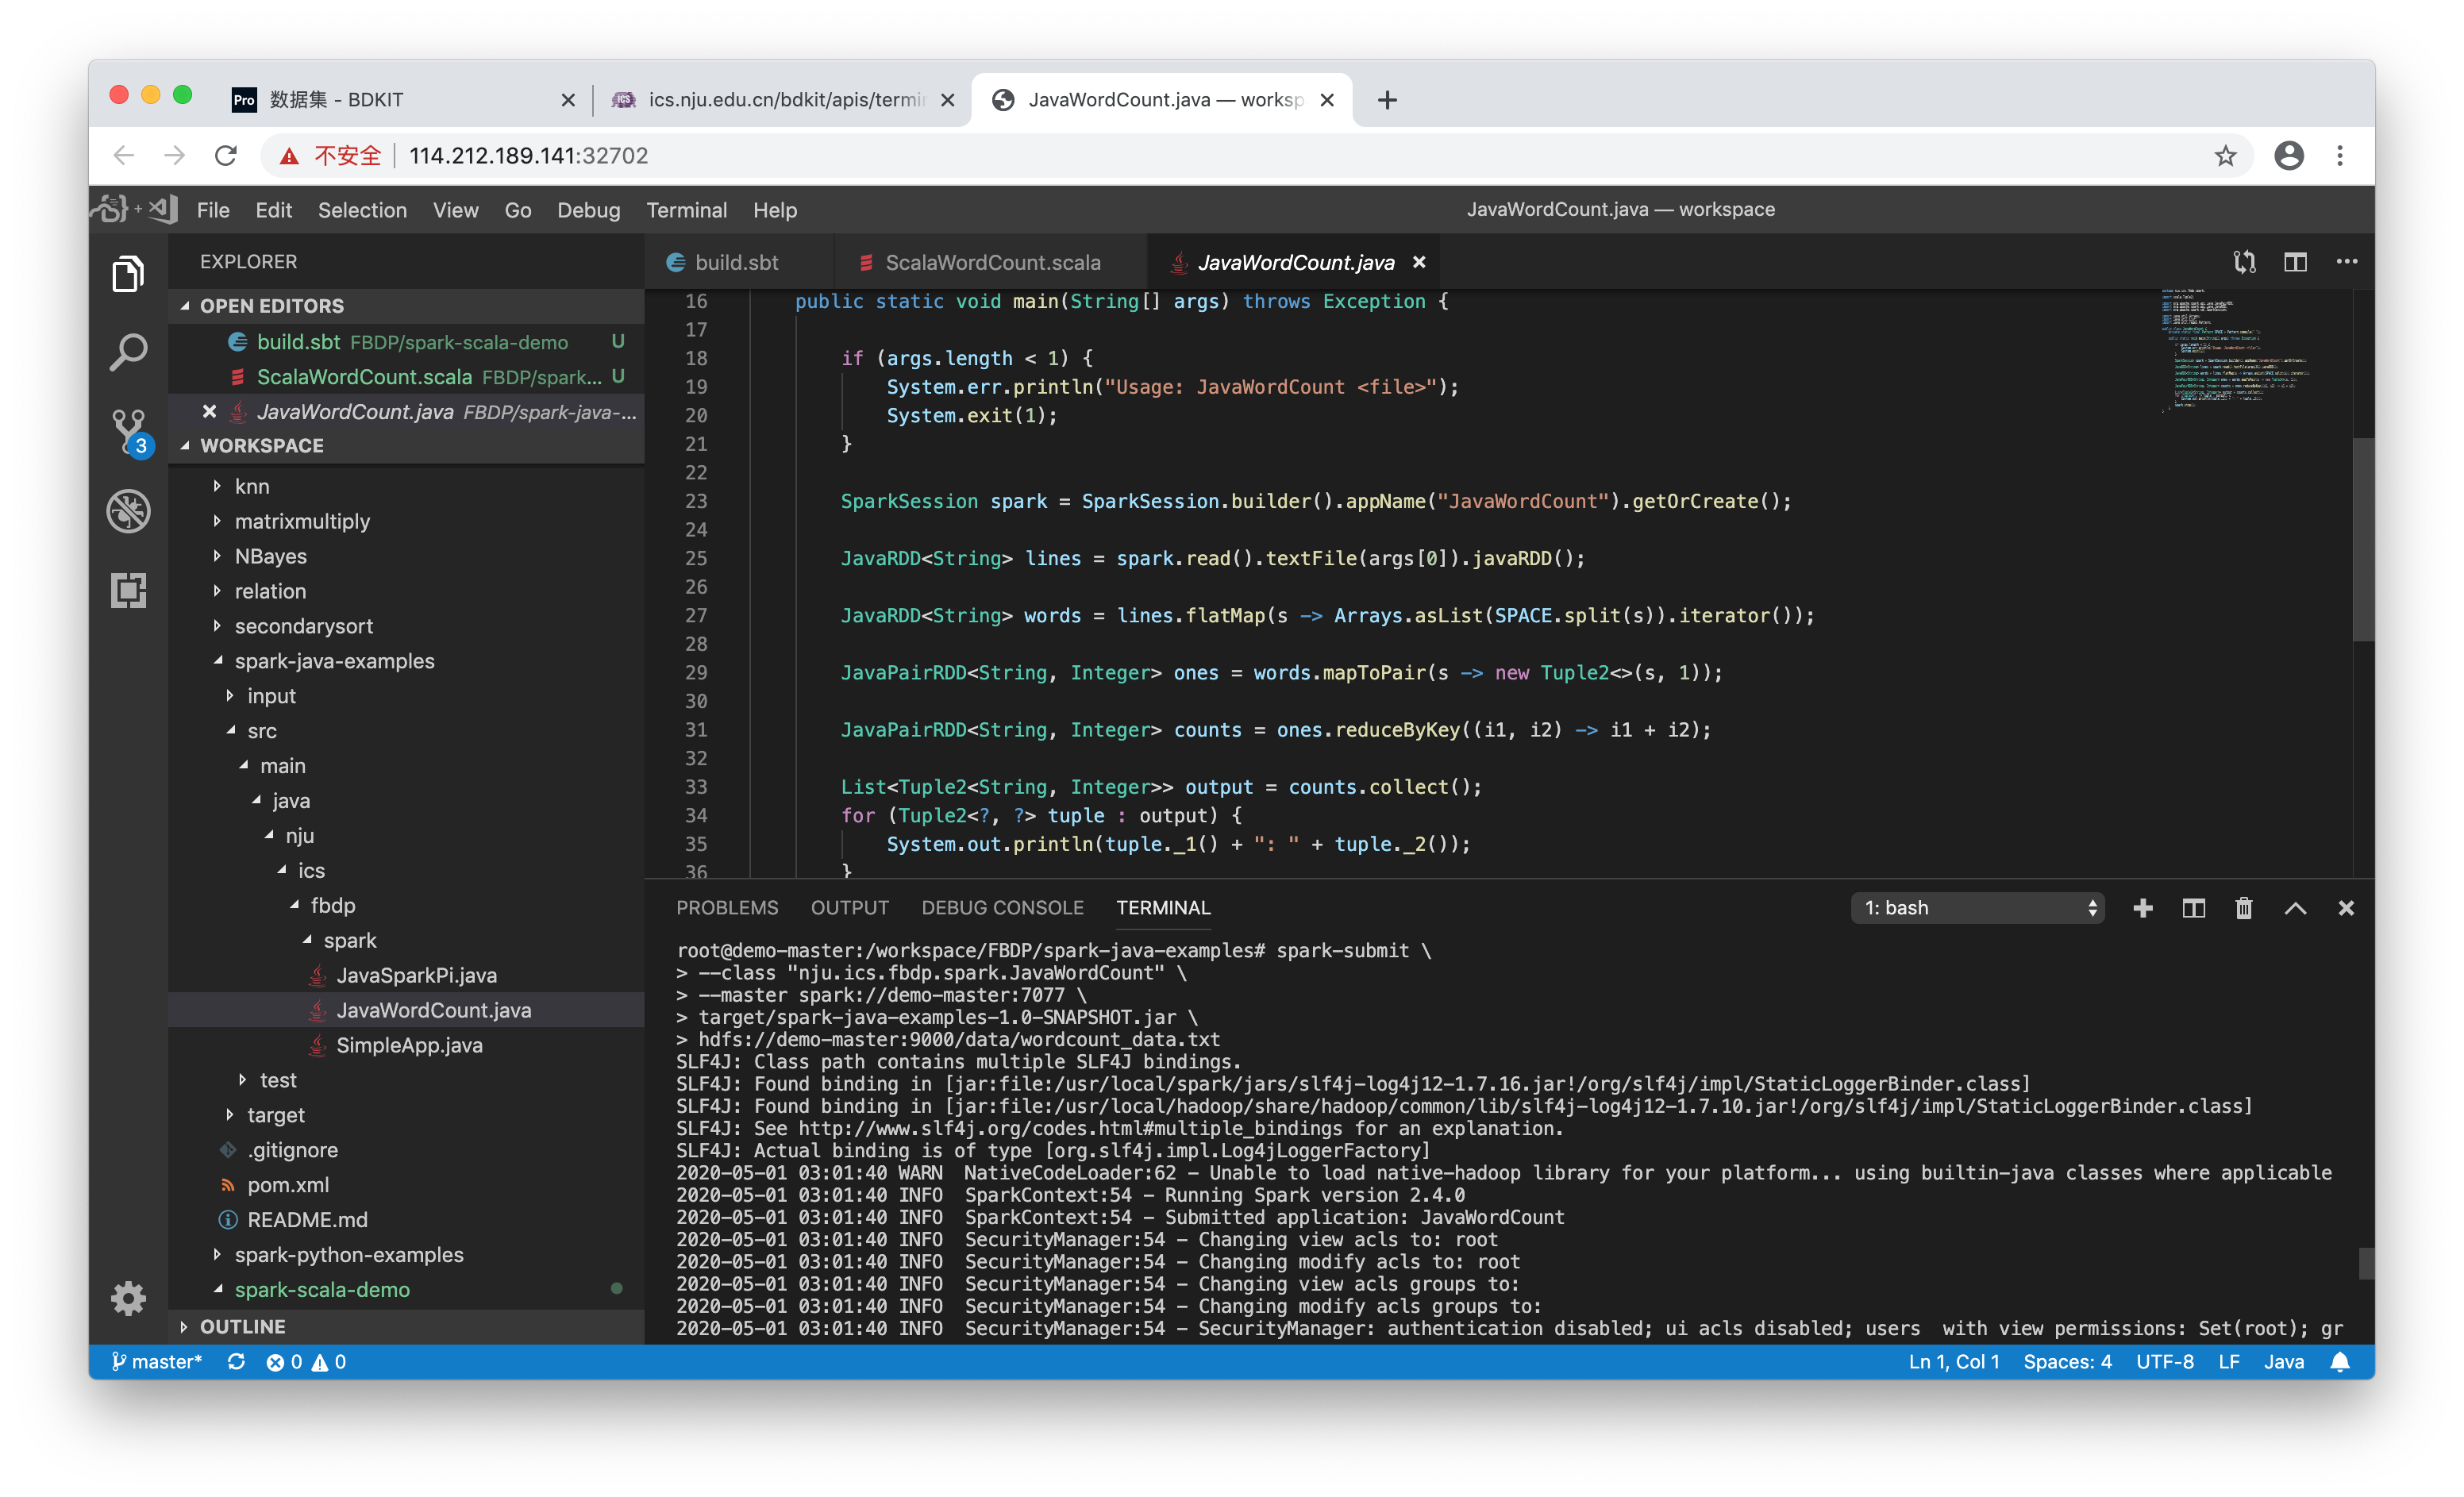 Pro 数据集 - BDKIT
ics.nju.edu.cn/bdkit/apis/termi
JavaWordCount.java — worksp
不安全 114.212.189.141:32702
File Edit Selection View Go Debug Terminal Help
JavaWordCount.java — workspace
EXPLORER
OPEN EDITORS
build.sbt FBDP/spark-scala-demo U
ScalaWordCount.scala FBDP/spark... U
JavaWordCount.java FBDP/spark-java-...
WORKSPACE
knn
matrixmultiply
NBayes
relation
secondarysort
spark-java-examples
input
src
main
java
nju
ics
fbdp
spark
JavaSparkPi.java
JavaWordCount.java
SimpleApp.java
test
target
.gitignore
pom.xml
README.md
spark-python-examples
spark-scala-demo
OUTLINE
3
build.sbt
ScalaWordCount.scala
JavaWordCount.java
16 public static void main(String[] args) throws Exception {
17
18 if (args.length < 1) {
19 System.err.println("Usage: JavaWordCount <file>");
20 System.exit(1);
21 }
22
23 SparkSession spark = SparkSession.builder().appName("JavaWordCount").getOrCreate();
24
25 JavaRDD<String> lines = spark.read().textFile(args[0]).javaRDD();
26
27 JavaRDD<String> words = lines.flatMap(s -> Arrays.asList(SPACE.split(s)).iterator());
28
29 JavaPairRDD<String, Integer> ones = words.mapToPair(s -> new Tuple2<>(s, 1));
30
31 JavaPairRDD<String, Integer> counts = ones.reduceByKey((i1, i2) -> i1 + i2);
32
33 List<Tuple2<String, Integer>> output = counts.collect();
34 for (Tuple2<?, ?> tuple : output) {
35 System.out.println(tuple._1() + ": " + tuple._2());
36 }
PROBLEMS OUTPUT DEBUG CONSOLE TERMINAL
1: bash
root@demo-master:/workspace/FBDP/spark-java-examples# spark-submit \
> --class "nju.ics.fbdp.spark.JavaWordCount" \
> --master spark://demo-master:7077 \
> target/spark-java-examples-1.0-SNAPSHOT.jar \
> hdfs://demo-master:9000/data/wordcount_data.txt
SLF4J: Class path contains multiple SLF4J bindings.
SLF4J: Found binding in [jar:file:/usr/local/spark/jars/slf4j-log4j12-1.7.16.jar!/org/slf4j/impl/StaticLoggerBinder.class]
SLF4J: Found binding in [jar:file:/usr/local/hadoop/share/hadoop/common/lib/slf4j-log4j12-1.7.10.jar!/org/slf4j/impl/StaticLoggerBinder.class]
SLF4J: See http://www.slf4j.org/codes.html#multiple_bindings for an explanation.
SLF4J: Actual binding is of type [org.slf4j.impl.Log4jLoggerFactory]
2020-05-01 03:01:40 WARN  NativeCodeLoader:62 - Unable to load native-hadoop library for your platform... using builtin-java classes where applicable
2020-05-01 03:01:40 INFO  SparkContext:54 - Running Spark version 2.4.0
2020-05-01 03:01:40 INFO  SparkContext:54 - Submitted application: JavaWordCount
2020-05-01 03:01:40 INFO  SecurityManager:54 - Changing view acls to: root
2020-05-01 03:01:40 INFO  SecurityManager:54 - Changing modify acls to: root
2020-05-01 03:01:40 INFO  SecurityManager:54 - Changing view acls groups to:
2020-05-01 03:01:40 INFO  SecurityManager:54 - Changing modify acls groups to:
2020-05-01 03:01:40 INFO  SecurityManager:54 - SecurityManager: authentication disabled; ui acls disabled; users  with view permissions: Set(root); gr
master* 0 0
Ln 1, Col 1 Spaces: 4 UTF-8 LF Java